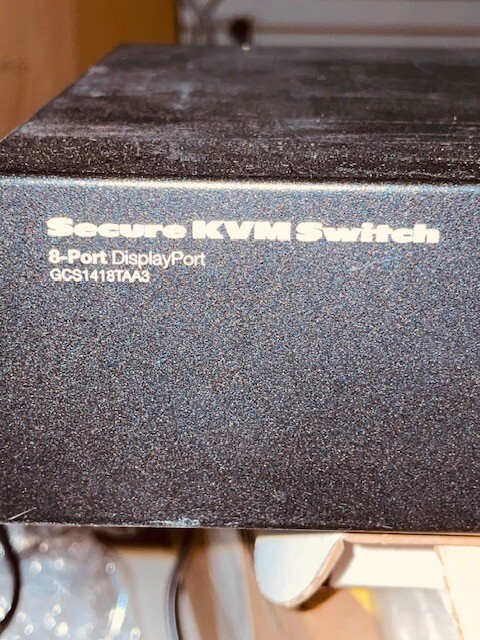 Secure KVM Switch
8-Port DisplayPort
GCS1418TAA3